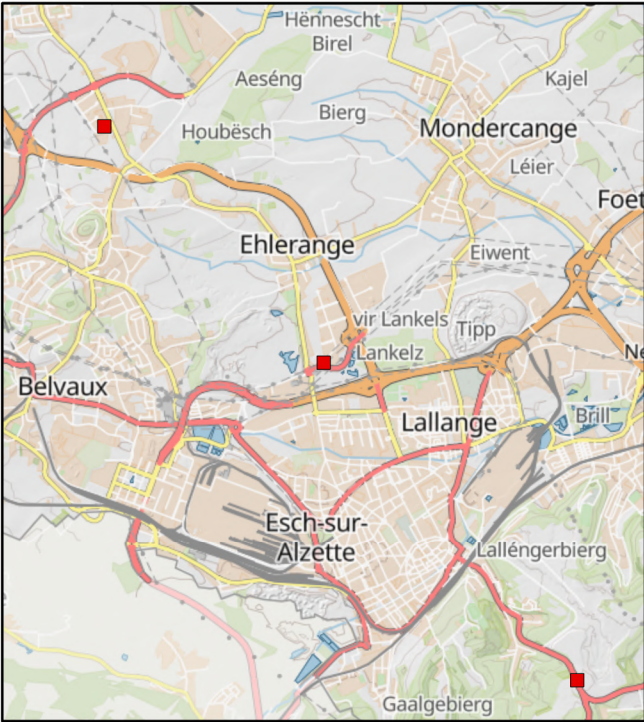 Hënnescht
Birel
Aeséng
Kajel
Bierg
Houbësch
Mondercange
Léier
Foet
Ehlerange
Eiwent
vir Lankels
Tipp
Lankelz
Ne
Belvaux
Lallange
Brill
Esch-sur-
Alzette
Lalléngerbierg
Gaalgebierg